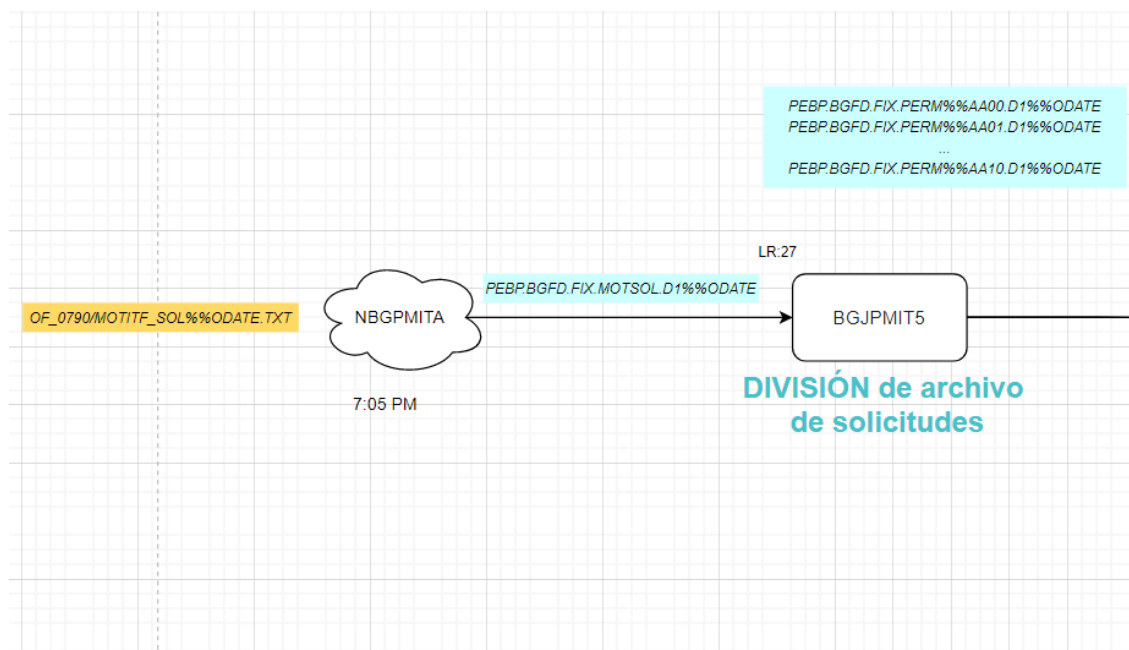 PEBP.BGFD.FIX.PERM%%AA00.D1%%ODATE
PEBP.BGFD.FIX.PERM%%AA01.D1%%ODATE
...
PEBP.BGFD.FIX.PERM%%AA10.D1%%ODATE
LR:27
PEBP.BGFD.FIX.MOTSOL.D1%%ODATE
OF_0790/MOTITF_SOL%%ODATE.TXT
NBGPMITA
BGJPMIT5
7:05 PM
DIVISIÓN de archivo
de solicitudes